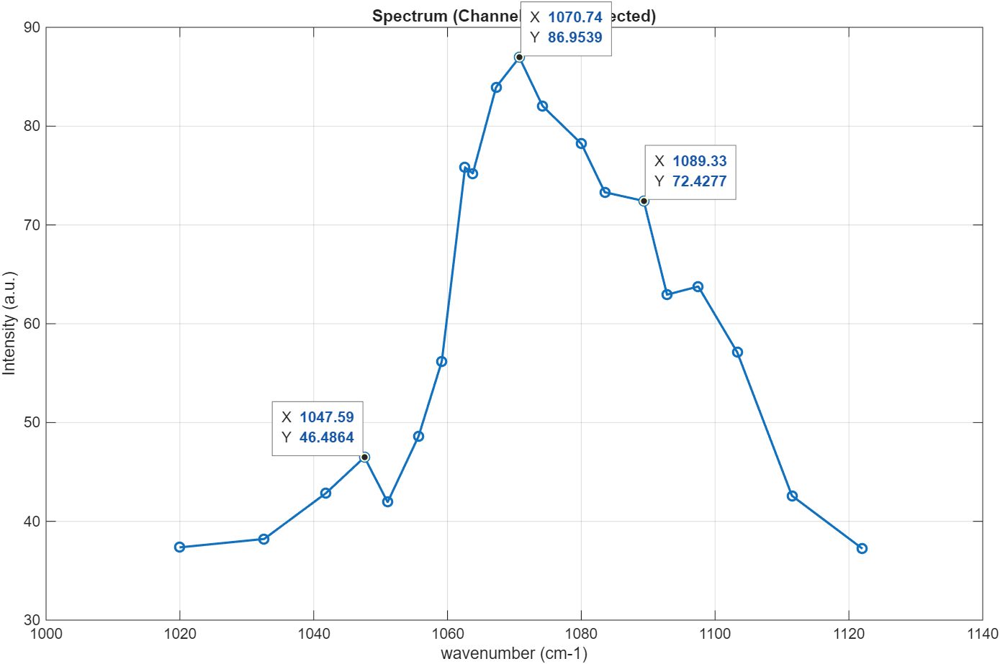 Spectrum (Channel ected)
X 1070.74
Y 86.9539
X 1089.33
Y 72.4277
X 1047.59
Y 46.4864
90
80
70
60
50
40
30
Intensity (a.u.)
1000 1020 1040 1060 1080 1100 1120 1140
wavenumber (cm-1)